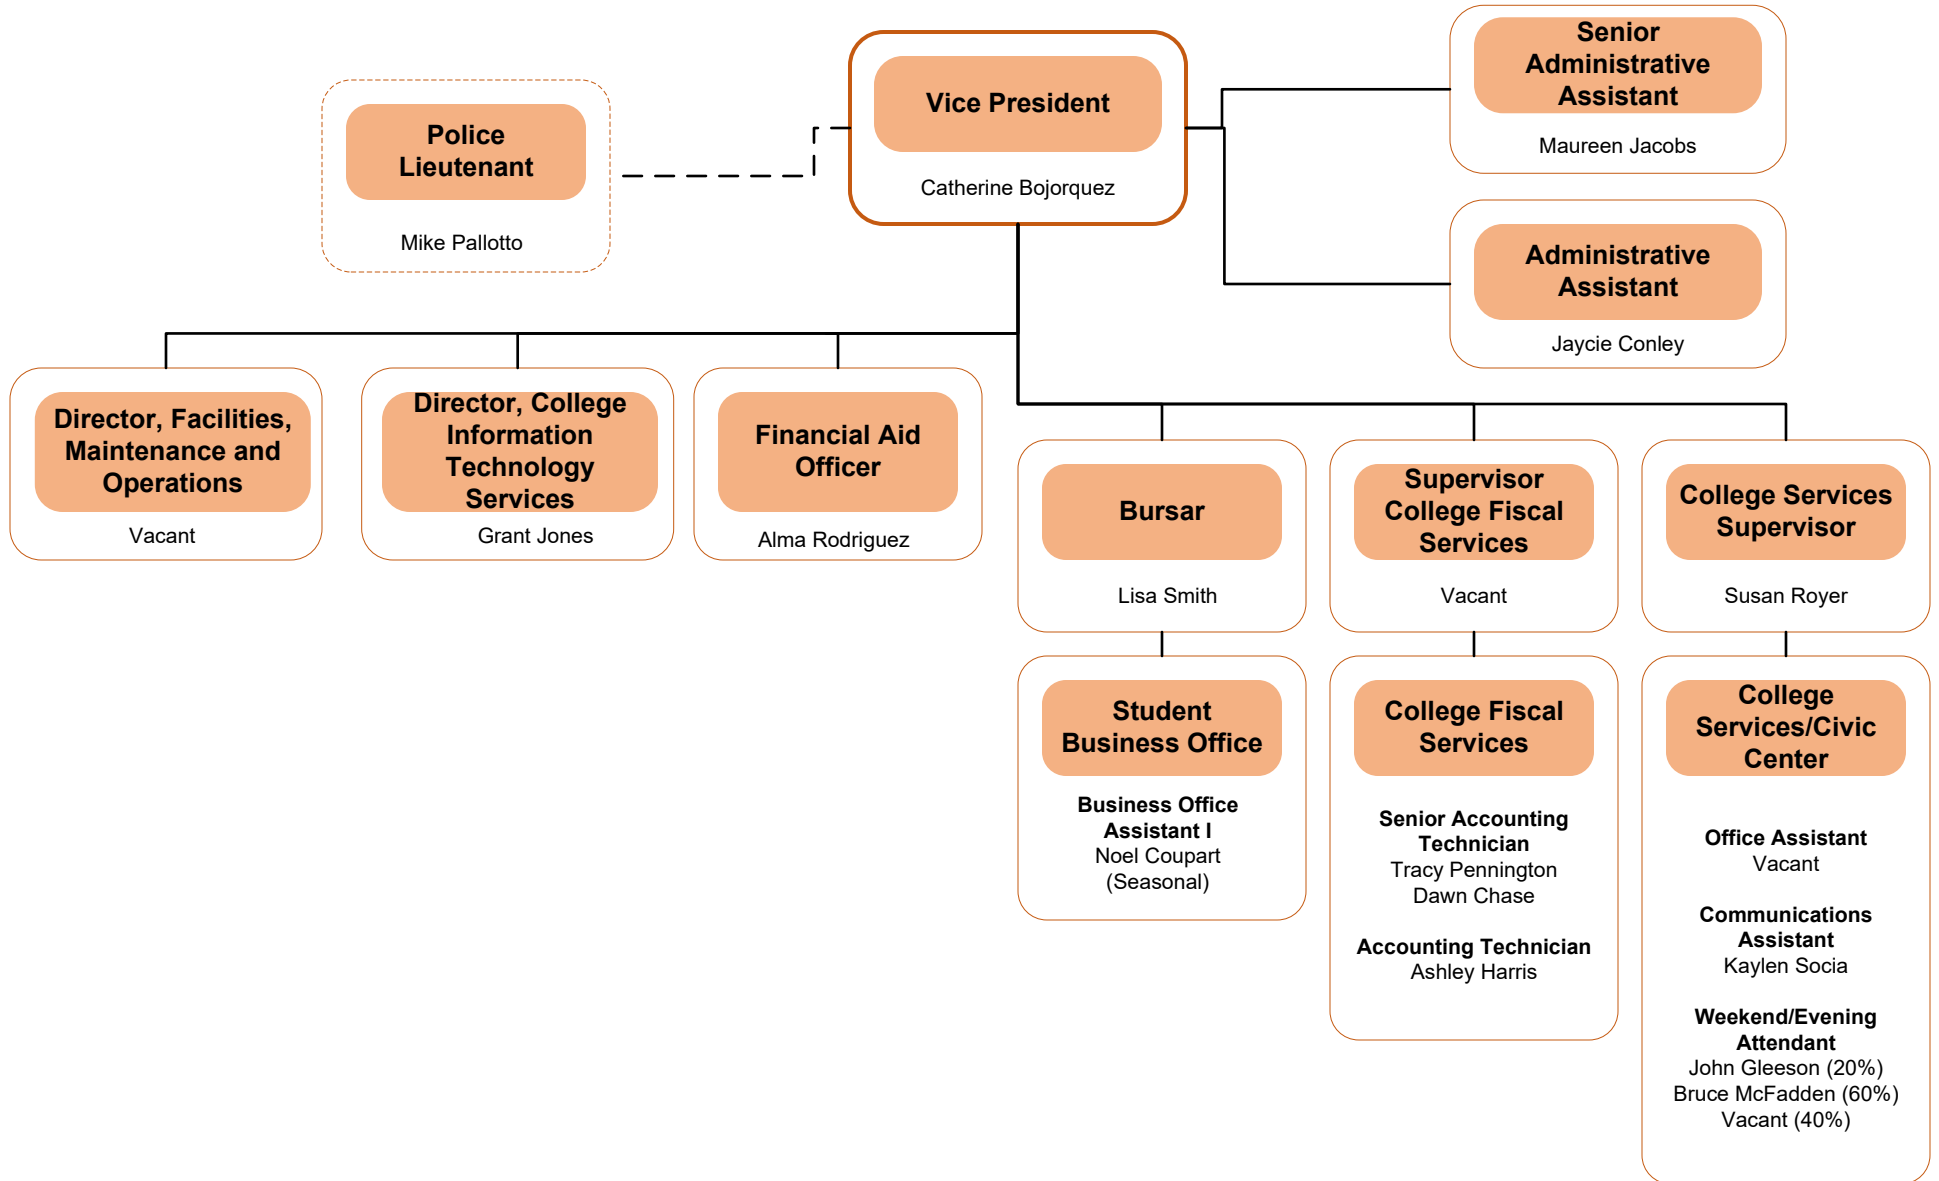 Police
Lieutenant
Mike Pallotto
Vice President
Catherine Bojorquez
Senior
Administrative
Assistant
Maureen Jacobs
Administrative
Assistant
Jaycie Conley
Director, Facilities,
Maintenance and
Operations
Vacant
Director, College
Information
Technology
Services
Grant Jones
Financial Aid
Officer
Alma Rodriguez
Bursar
Lisa Smith
Supervisor
College Fiscal
Services
Vacant
College Services
Supervisor
Susan Royer
Student
Business Office
Business Office
Assistant I
Noel Coupart
(Seasonal)
College Fiscal
Services
Senior Accounting
Technician
Tracy Pennington
Dawn Chase
Accounting Technician
Ashley Harris
College
Services/Civic
Center
Office Assistant
Vacant
Communications
Assistant
Kaylen Socia
Weekend/Evening
Attendant
John Gleeson (20%)
Bruce McFadden (60%)
Vacant (40%)